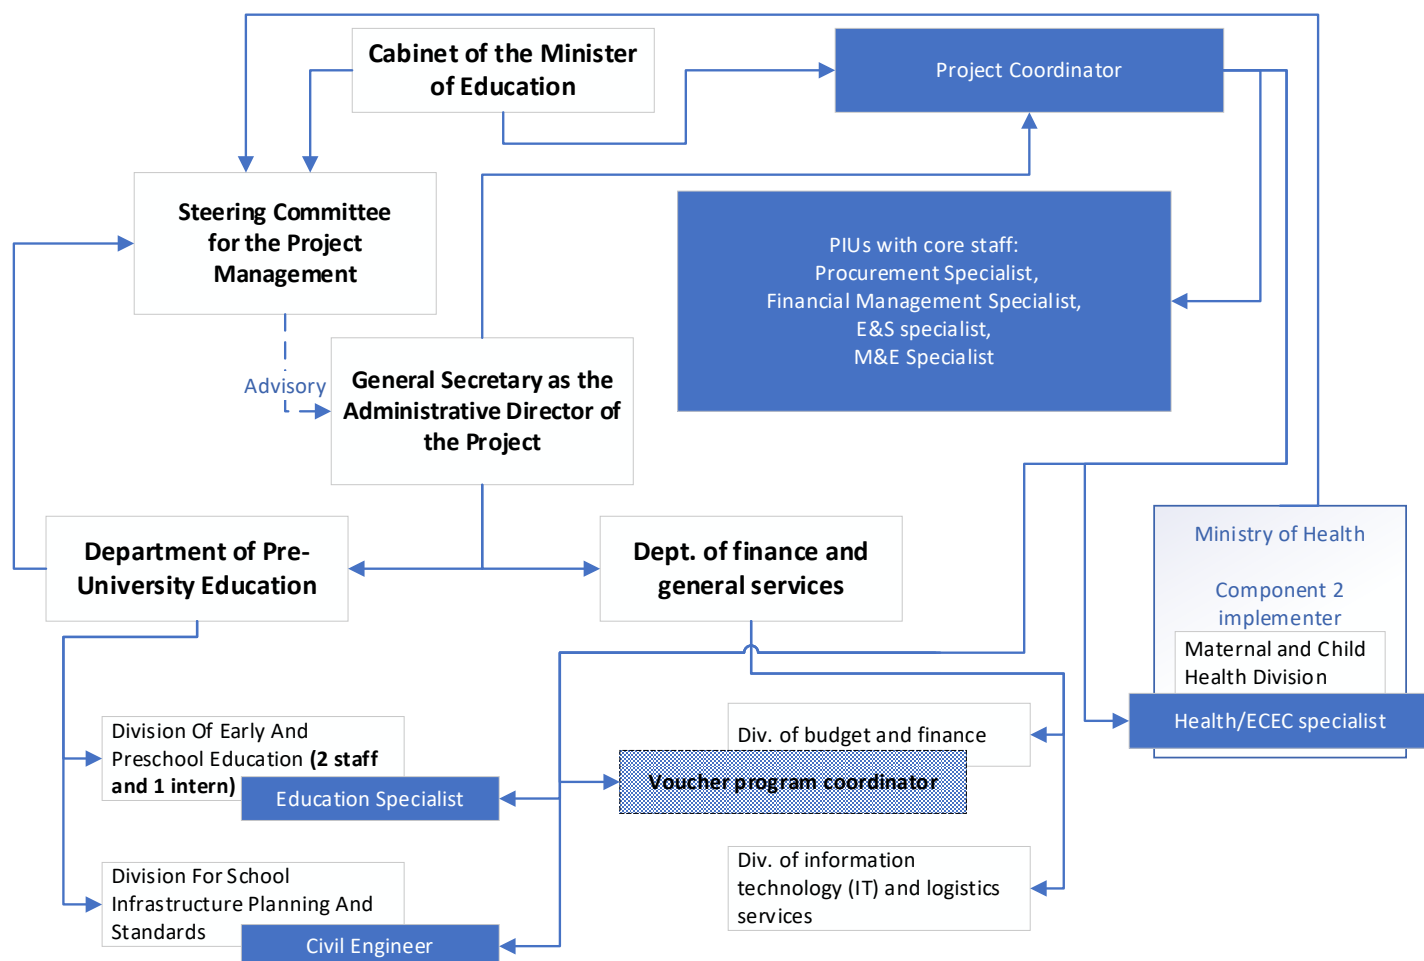 Cabinet of the Minister
of Education
Project Coordinator
Steering Committee
for the Project
Management
PIUs with core staff:
Procurement Specialist,
Financial Management Specialist,
E&S specialist,
M&E Specialist
Advisory
General Secretary as the
Administrative Director of
the Project
Department of Pre-
University Education
Dept. of finance and
general services
Ministry of Health
Component 2
implementer
Maternal and Child
Health Division
Health/ECEC specialist
Division Of Early And
Preschool Education (2 staff
and 1 intern)
Education Specialist
Div. of budget and finance
Voucher program coordinator
Division For School
Infrastructure Planning And
Standards
Civil Engineer
Div. of information
technology (IT) and logistics
services